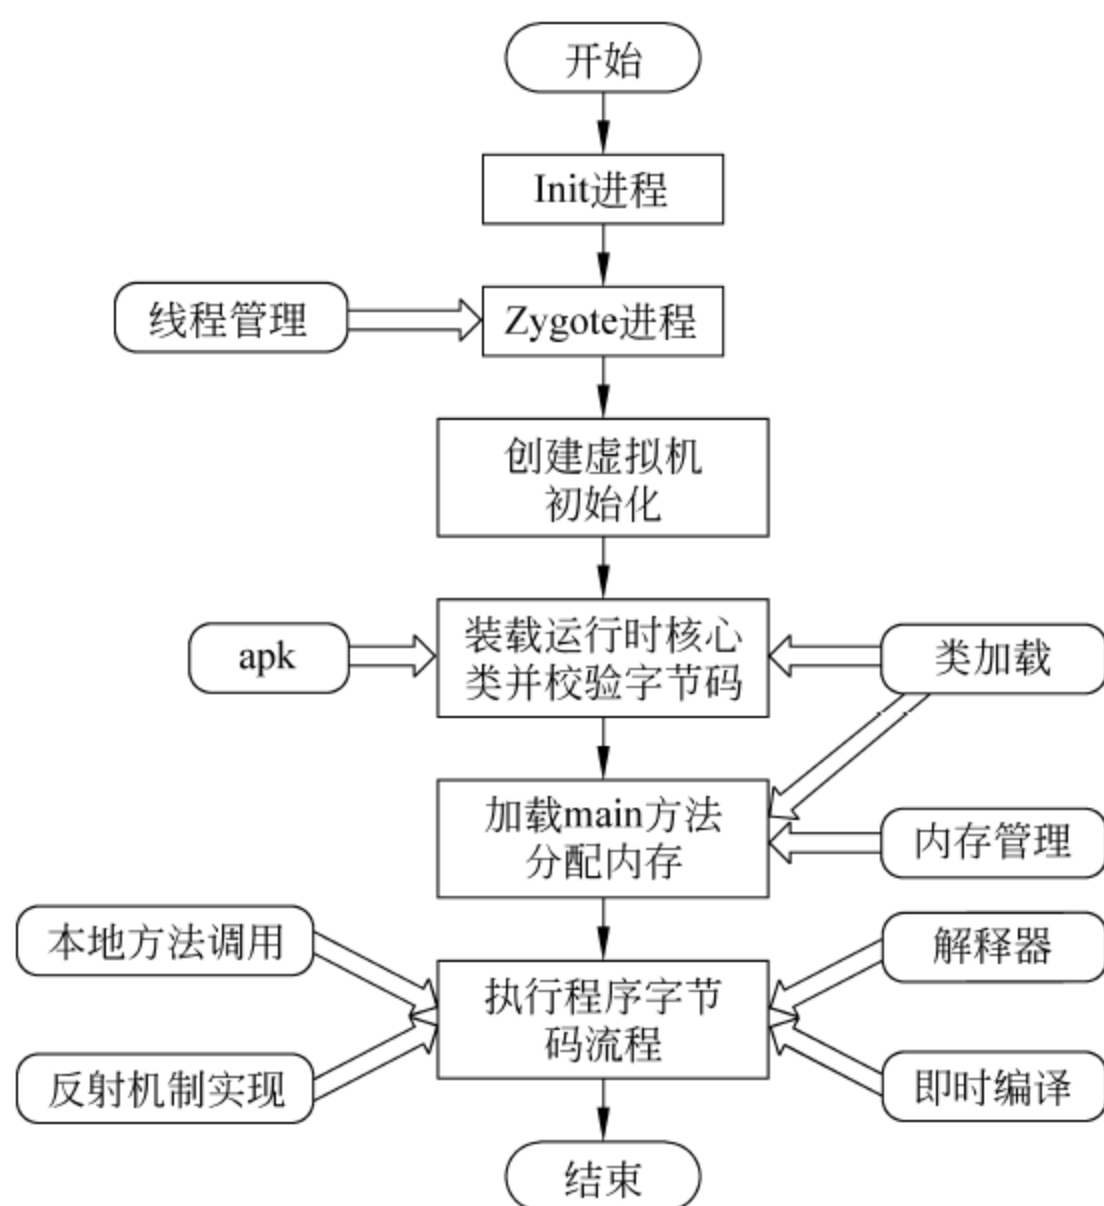 开始
Init进程
线程管理
Zygote进程
创建虚拟机
初始化
apk
装载运行时核心
类并校验字节码
类加载
加载main方法
分配内存
内存管理
本地方法调用
解释器
执行程序字节
码流程
反射机制实现
即时编译
结束